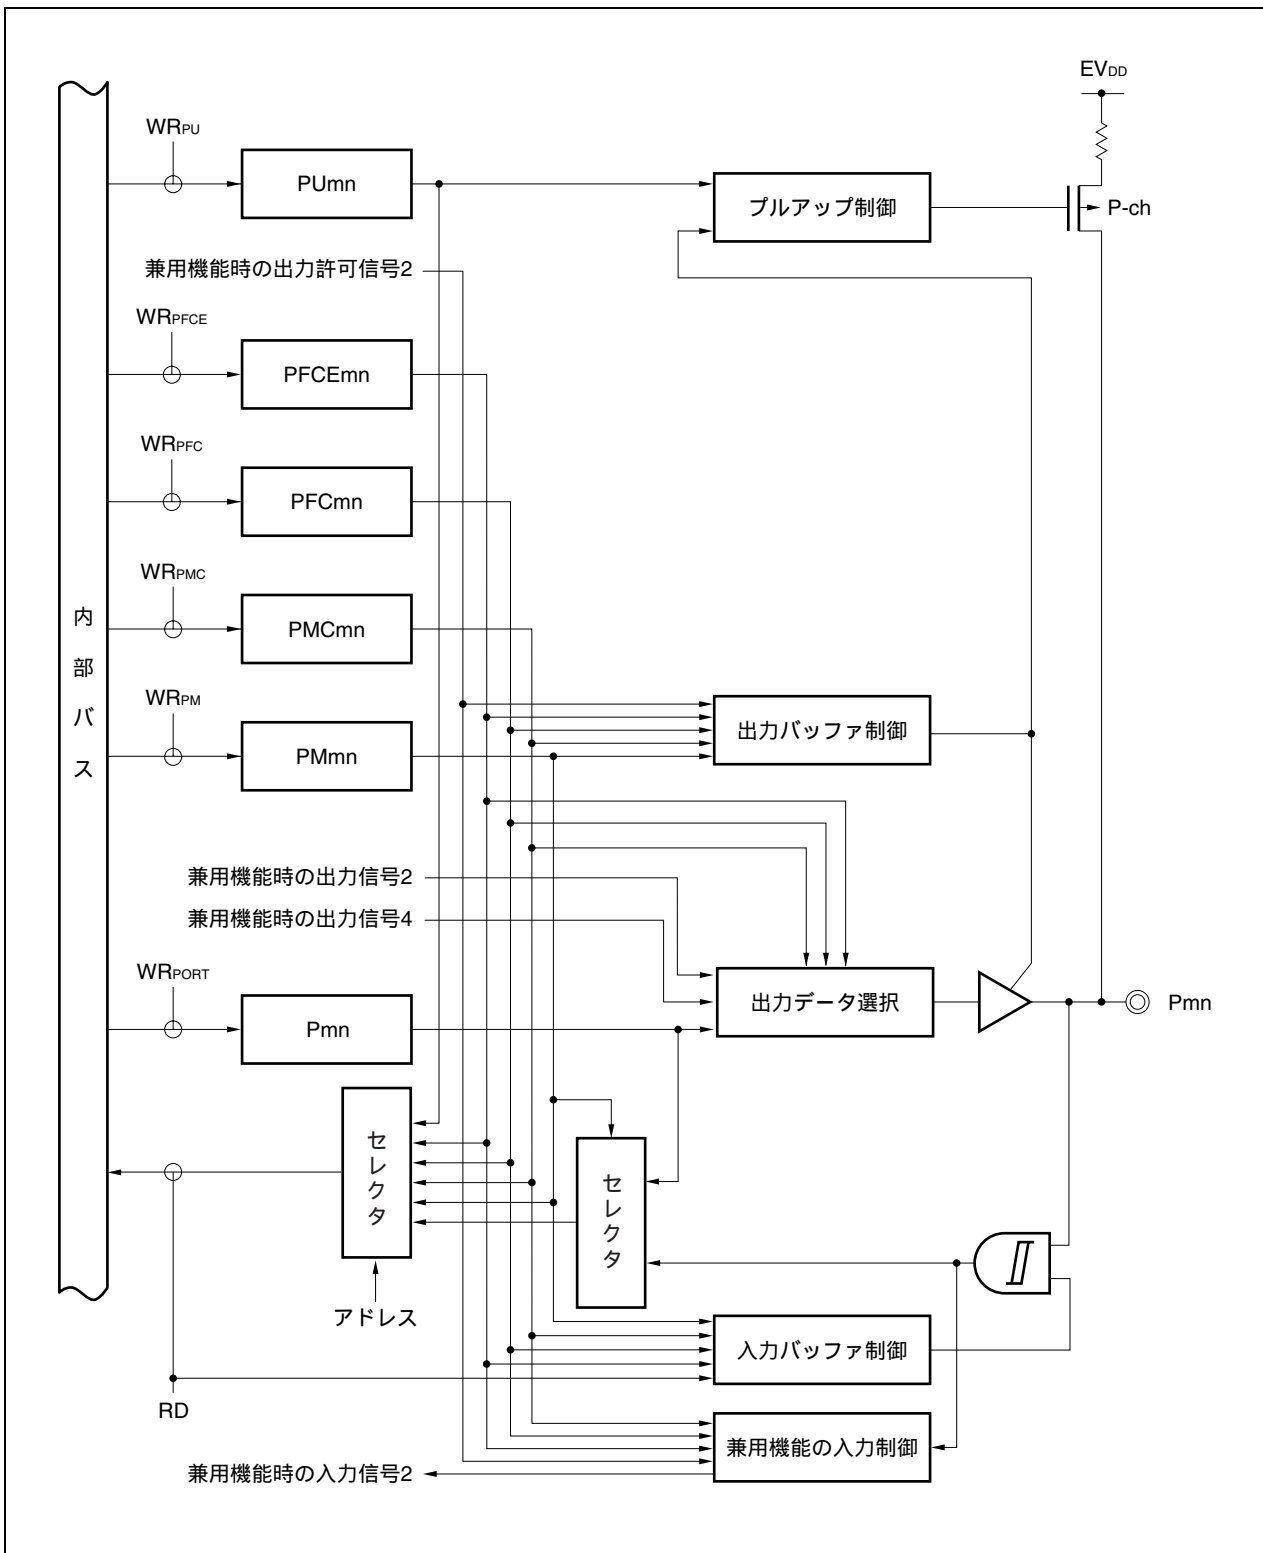 EVDD
WRPU
PUmn
プルアップ制御
P-ch
兼用機能時の出力許可信号2
WRPFCE
PFCEmn
WRPFC
PFCmn
WRPMC
PMCmn
内部バス
WRPM
PMmn
出力バッファ制御
兼用機能時の出力信号2
兼用機能時の出力信号4
WRPORT
Pmn
出力データ選択
Pmn
セレクタ
セレクタ
アドレス
入力バッファ制御
RD
兼用機能の入力制御
兼用機能時の入力信号2